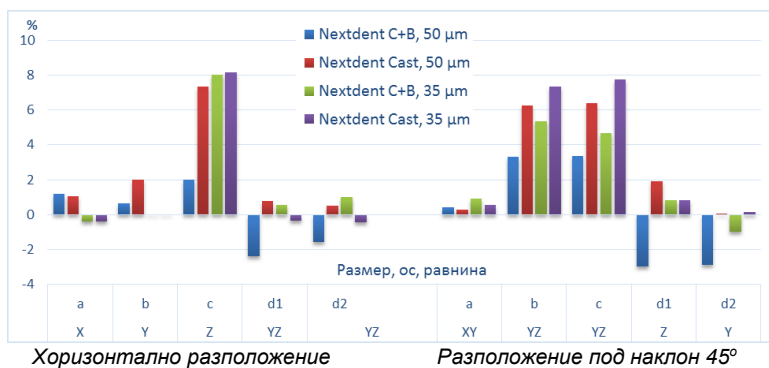 %
10
8
6
4
2
0
-2
-4
Nextdent C+B, 50 µm
Nextdent Cast, 50 µm
Nextdent C+B, 35 µm
Nextdent Cast, 35 µm
Размер, ос, равнина
a b c d1 d2 a b c d1 d2
X Y Z YZ YZ XY YZ YZ Z Y
Хоризонтално разположение Разположение под наклон 45º